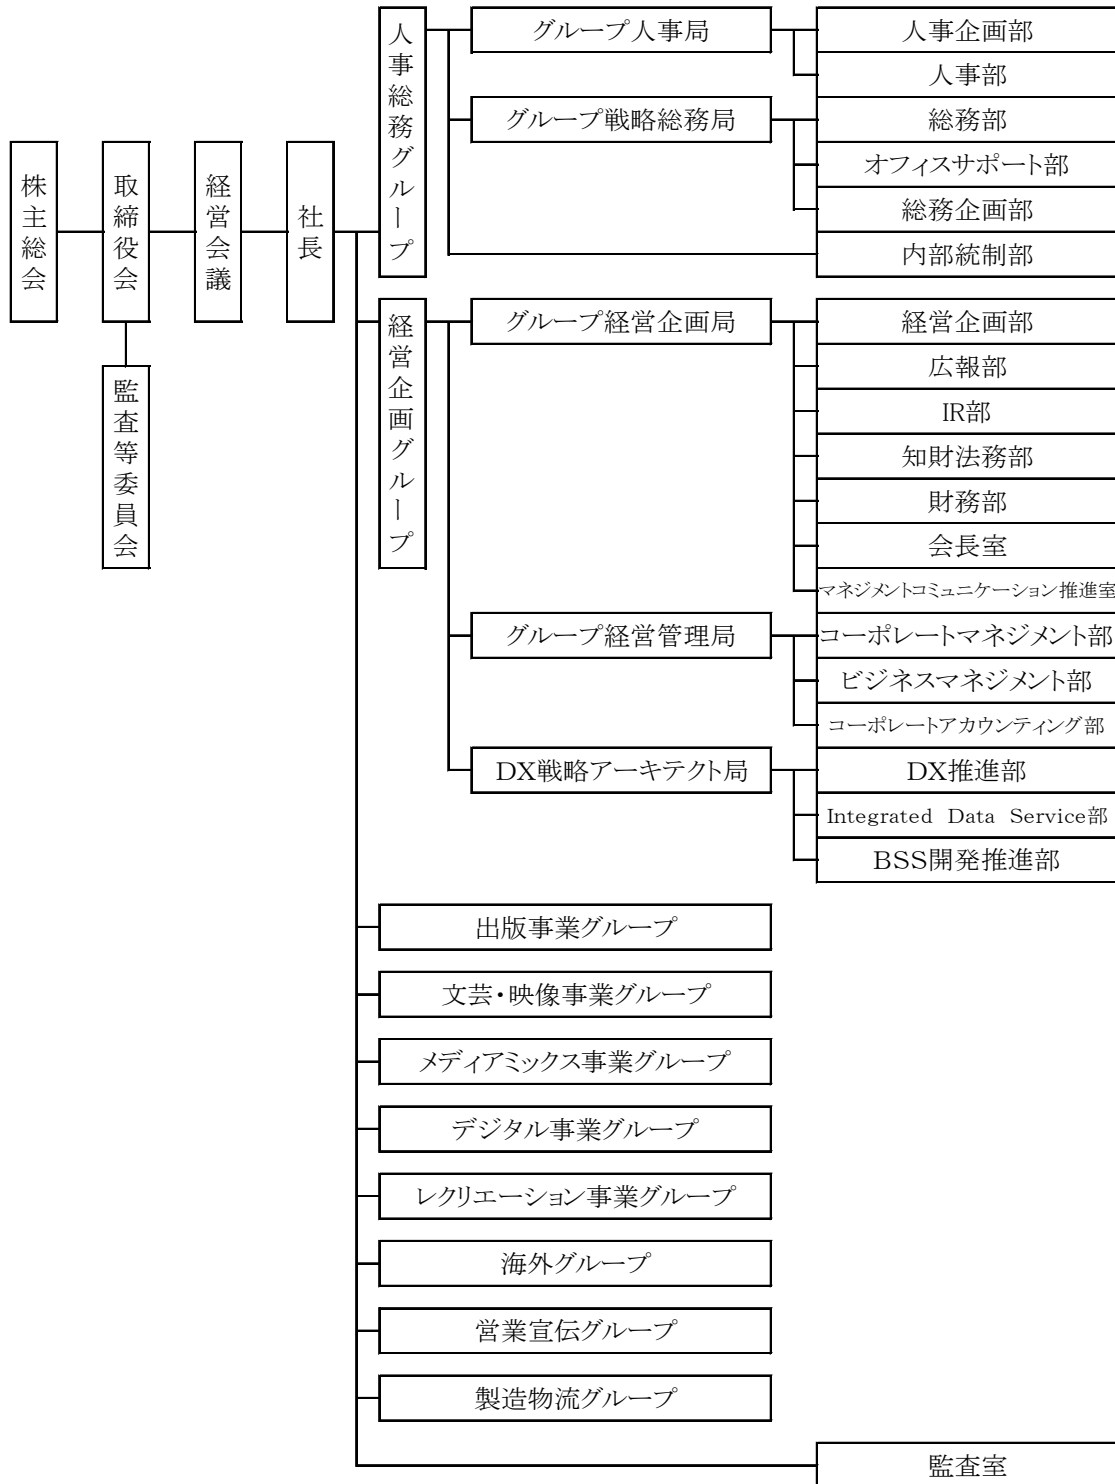 株主総会
取締役会
監査等委員会
経営会議
社長
人事総務グループ
グループ人事局
人事企画部
人事部
グループ戦略総務局
総務部
オフィスサポート部
総務企画部
内部統制部
経営企画グループ
グループ経営企画局
経営企画部
広報部
IR部
知財法務部
財務部
会長室
マネジメントコミュニケーション推進室
グループ経営管理局
コーポレートマネジメント部
ビジネスマネジメント部
コーポレートアカウンティング部
DX戦略アーキテクト局
DX推進部
Integrated Data Service部
BSS開発推進部
出版事業グループ
文芸・映像事業グループ
メディアミックス事業グループ
デジタル事業グループ
レクリエーション事業グループ
海外グループ
営業宣伝グループ
製造物流グループ
監査室